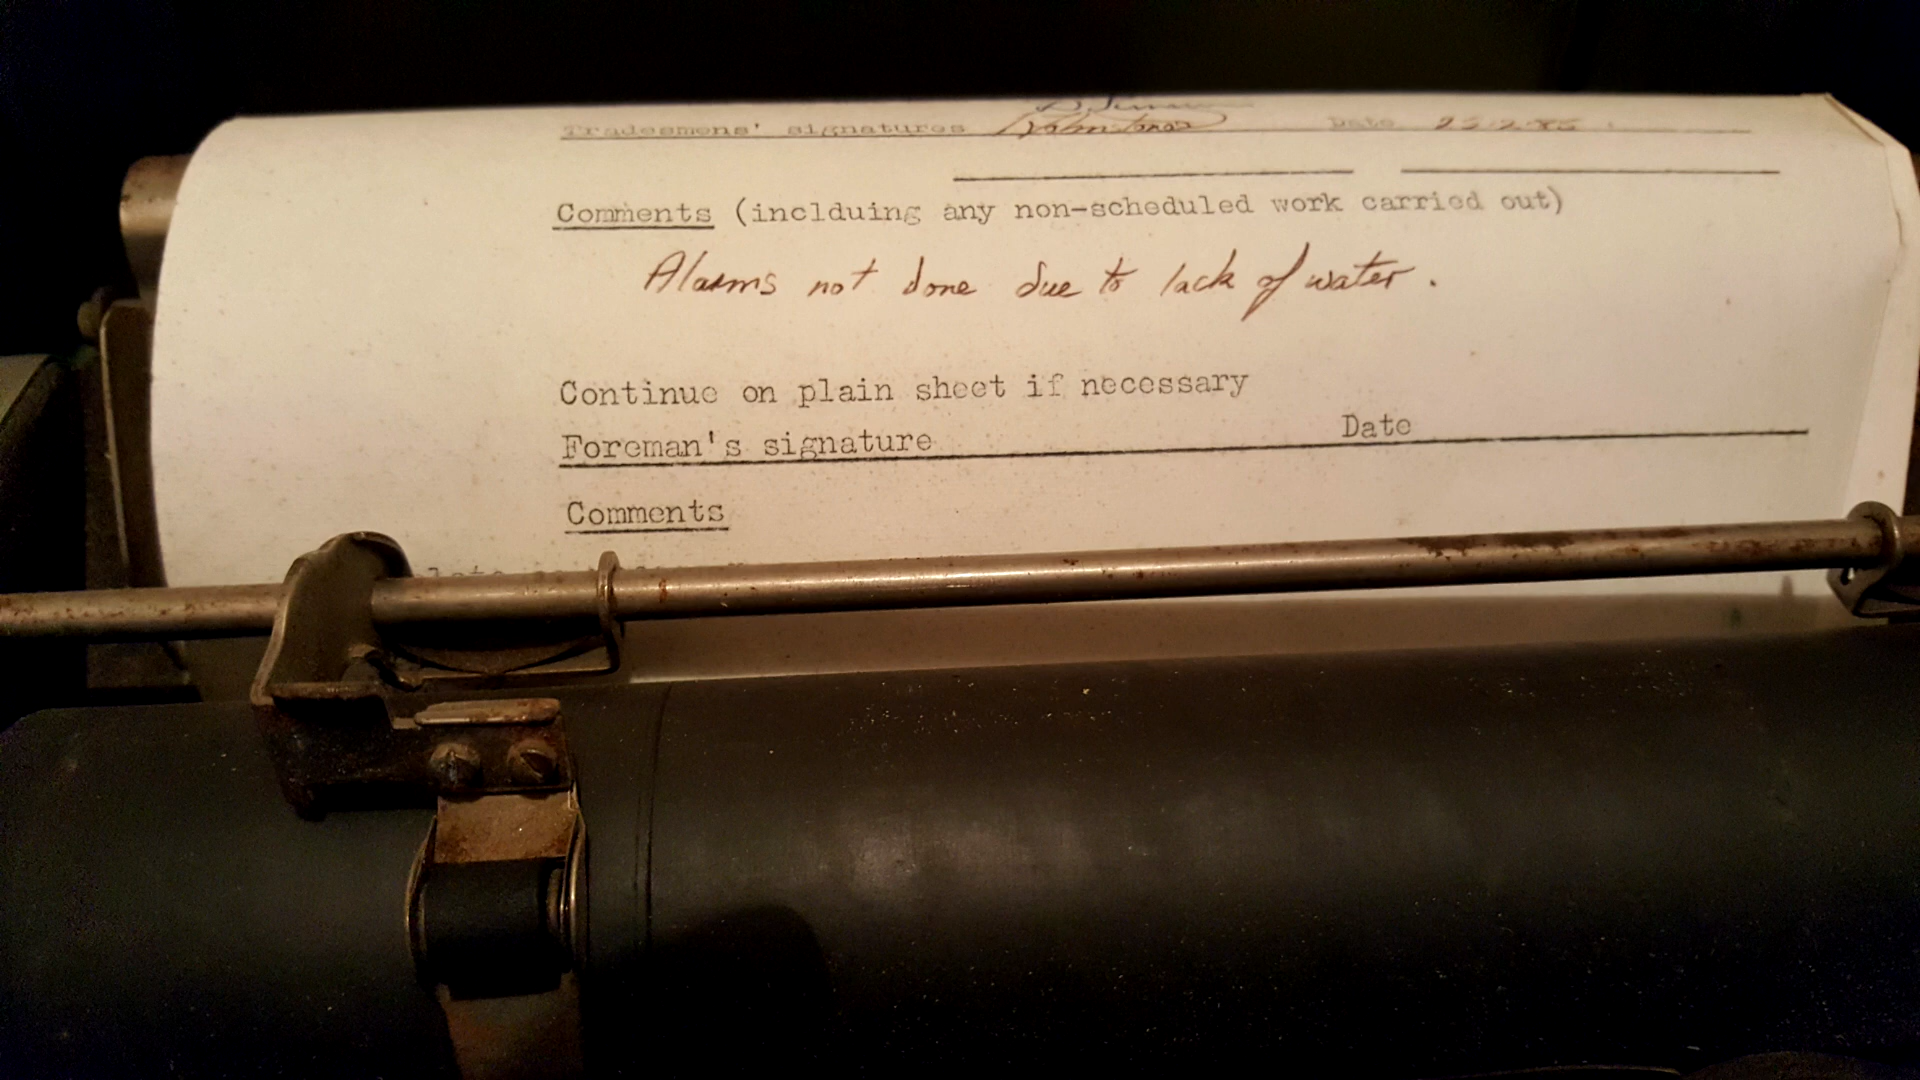 Tradesmens' signatures Date
Comments (inclduing any non-scheduled work carried out)
Alarms not done due to lack of water.
Continue on plain sheet if necessary
Foreman's signature Date
Comments